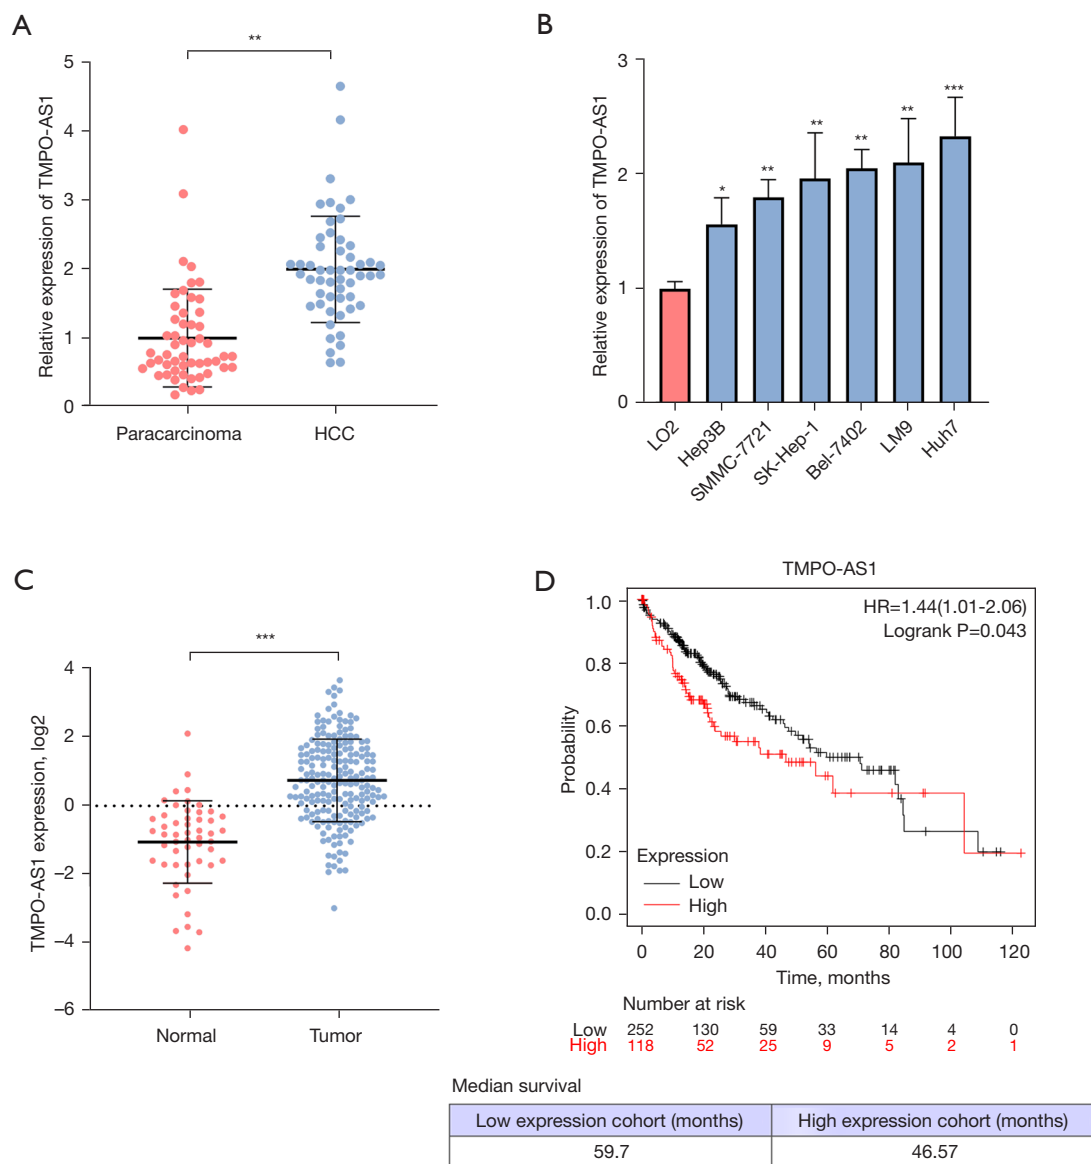 A
**
Relative expression of TMPO-AS1
5
4
3
2
1
0
Paracarcinoma HCC
B
Relative expression of TMPO-AS1
3
2
1
0
* ** ** ** ** ***
LO2 Hep3B SMMC-7721 SK-Hep-1 Bel-7402 LM9 Huh7
C
***
TMPO-AS1 expression, log2
4
2
0
−2
−4
−6
Normal Tumor
D
TMPO-AS1
HR=1.44(1.01-2.06)
Logrank P=0.043
Probability
1.0
0.8
0.6
0.4
0.2
0.0
Expression
Low
High
0 20 40 60 80 100 120
Time, months
Number at risk
Low 252 130 59 33 14 4 0
High 118 52 25 9 5 2 1
Median survival
Low expression cohort (months) High expression cohort (months)
59.7 46.57